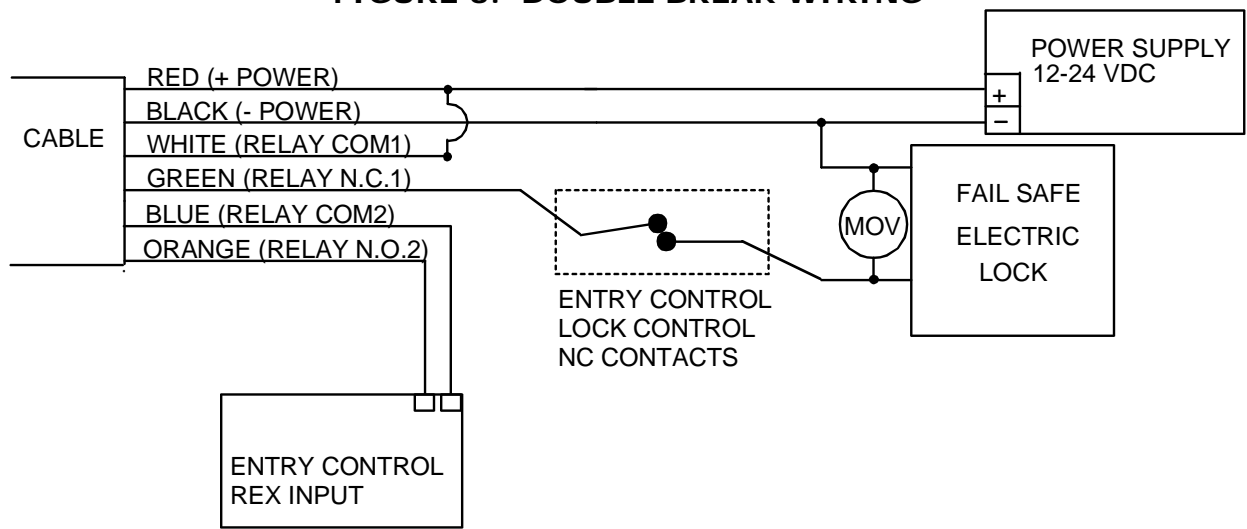 FIGURE 8: DOUBLE BREAK WIRING
POWER SUPPLY
12-24 VDC
+
–
CABLE
RED (+ POWER)
BLACK (- POWER)
WHITE (RELAY COM1)
GREEN (RELAY N.C.1)
BLUE (RELAY COM2)
ORANGE (RELAY N.O.2)
MOV
FAIL SAFE
ELECTRIC
LOCK
ENTRY CONTROL
LOCK CONTROL
NC CONTACTS
ENTRY CONTROL
REX INPUT